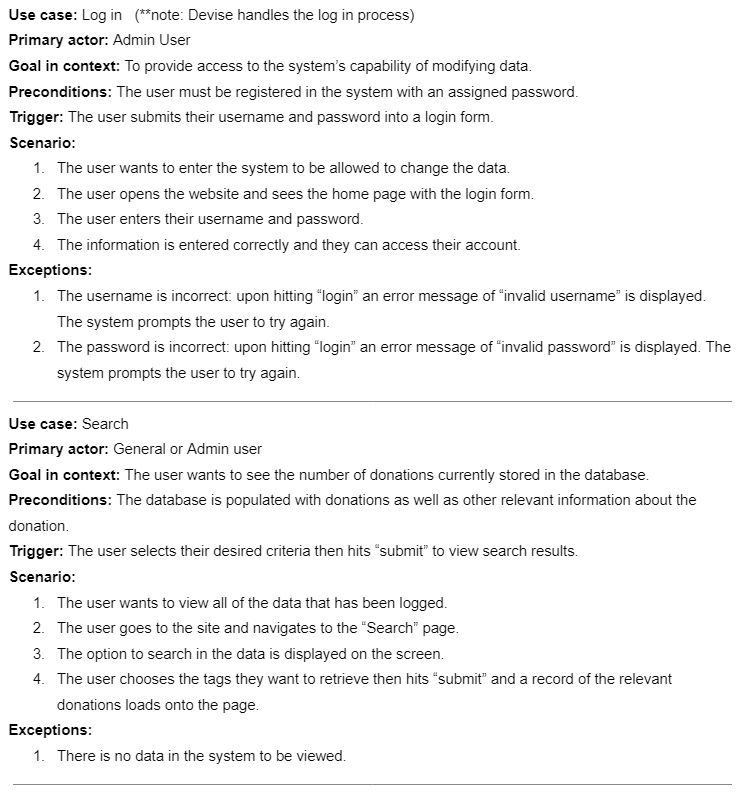 Use case: Log in (**note: Devise handles the log in process)
Primary actor: Admin User
Goal in context: To provide access to the system's capability of modifying data.
Preconditions: The user must be registered in the system with an assigned password.
Trigger: The user submits their username and password into a login form.
Scenario:
1. The user wants to enter the system to be allowed to change the data.
2. The user opens the website and sees the home page with the login form.
3. The user enters their username and password.
4. The information is entered correctly and they can access their account.
Exceptions:
1. The username is incorrect: upon hitting “login” an error message of “invalid username” is displayed.
The system prompts the user to try again.
2. The password is incorrect: upon hitting “login” an error message of “invalid password” is displayed. The
system prompts the user to try again.
Use case: Search
Primary actor: General or Admin user
Goal in context: The user wants to see the number of donations currently stored in the database.
Preconditions: The database is populated with donations as well as other relevant information about the
donation.
Trigger: The user selects their desired criteria then hits “submit” to view search results.
Scenario:
1. The user wants to view all of the data that has been logged.
2. The user goes to the site and navigates to the “Search” page.
3. The option to search in the data is displayed on the screen.
4. The user chooses the tags they want to retrieve then hits “submit” and a record of the relevant
donations loads onto the page.
Exceptions:
1. There is no data in the system to be viewed.